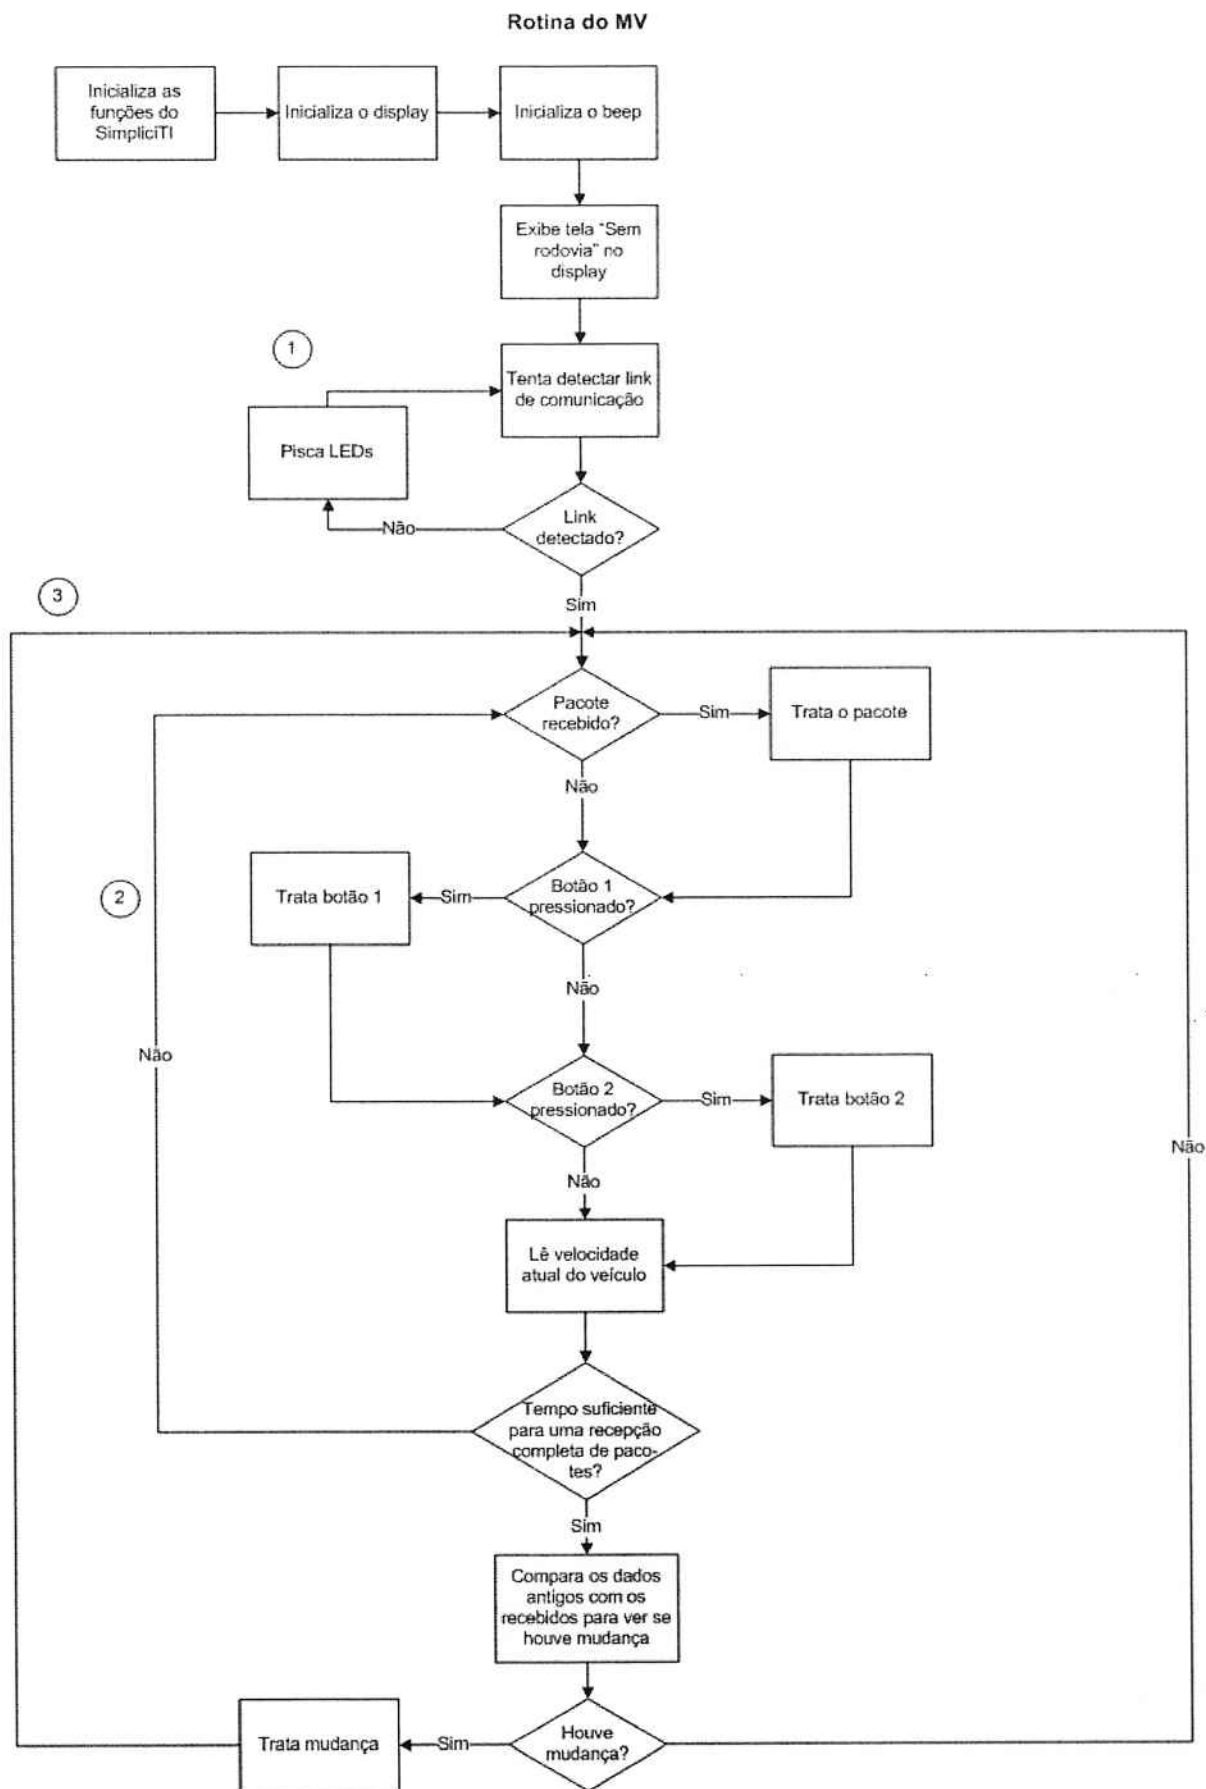 Rotina do MV
Inicializa as
funções do
SimpliciTI
Inicializa o display
Inicializa o beep
Exibe tela "Sem
rodovia" no
display
1
Tenta detectar link
de comunicação
Pisca LEDs
Link
detectado?
Não
3
Sim
Pacote
recebido?
Sim
Trata o pacote
Não
2
Trata botão 1
Sim
Botão 1
pressionado?
Não
Não
Botão 2
pressionado?
Sim
Trata botão 2
Não
Não
Lê velocidade
atual do veículo
Tempo suficiente
para uma recepção
completa de paco-
tes?
Sim
Compara os dados
antigos com os
recebidos para ver se
houve mudança
Trata mudança
Sim
Houve
mudança?